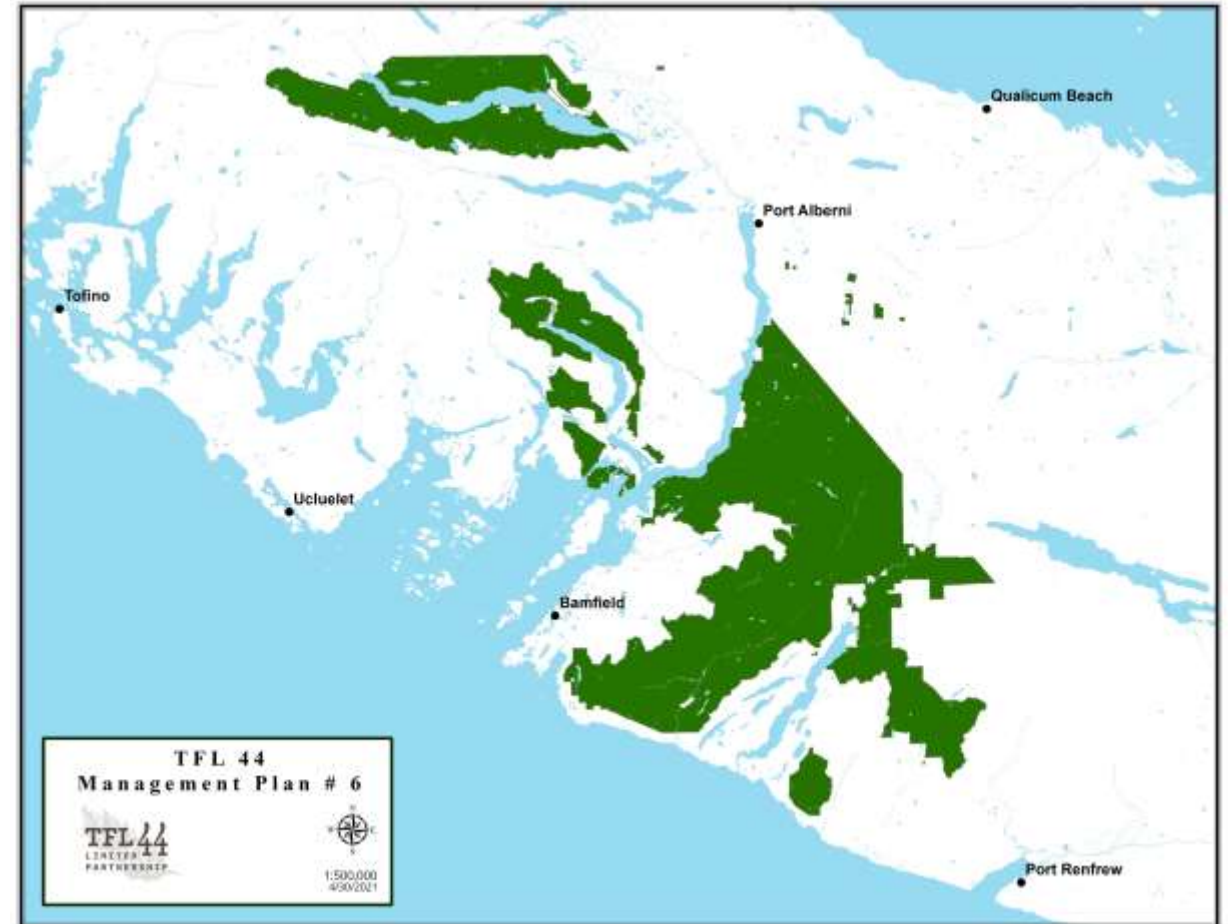 Qualicum Beach
Port Alberni
Tofino
Ucluelet
Bamfield
Port Renfrew
TFL 44
Management Plan # 6
TFL 44
LIMITED
PARTNERSHIP
N
S
1:500,000
4/30/2021